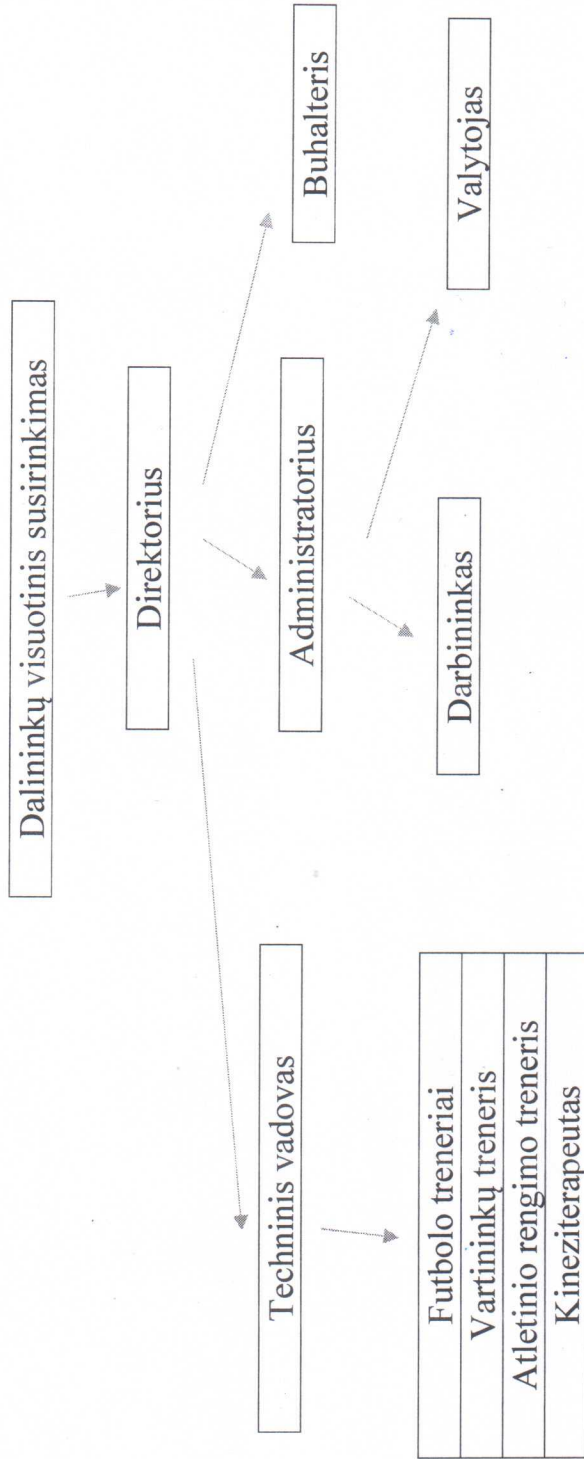 Dalininkų visuotinis susirinkimas
Direktorius
Techninis vadovas
Administratorius
Buhalteris
Futbolo treneriai
Vartininkų treneris
Atletinio rengimo treneris
Kineziterapeutas
Darbininkas
Valytojas